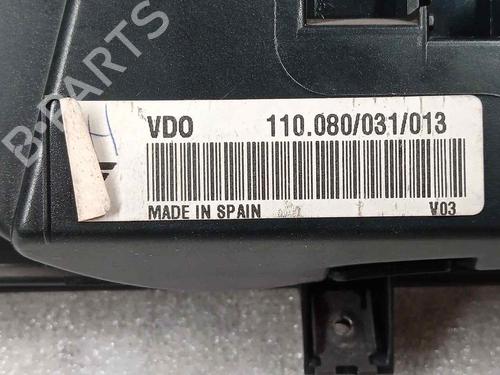 B-PARTS
H
VDO 110.080/031/013
MADE IN SPAIN V03